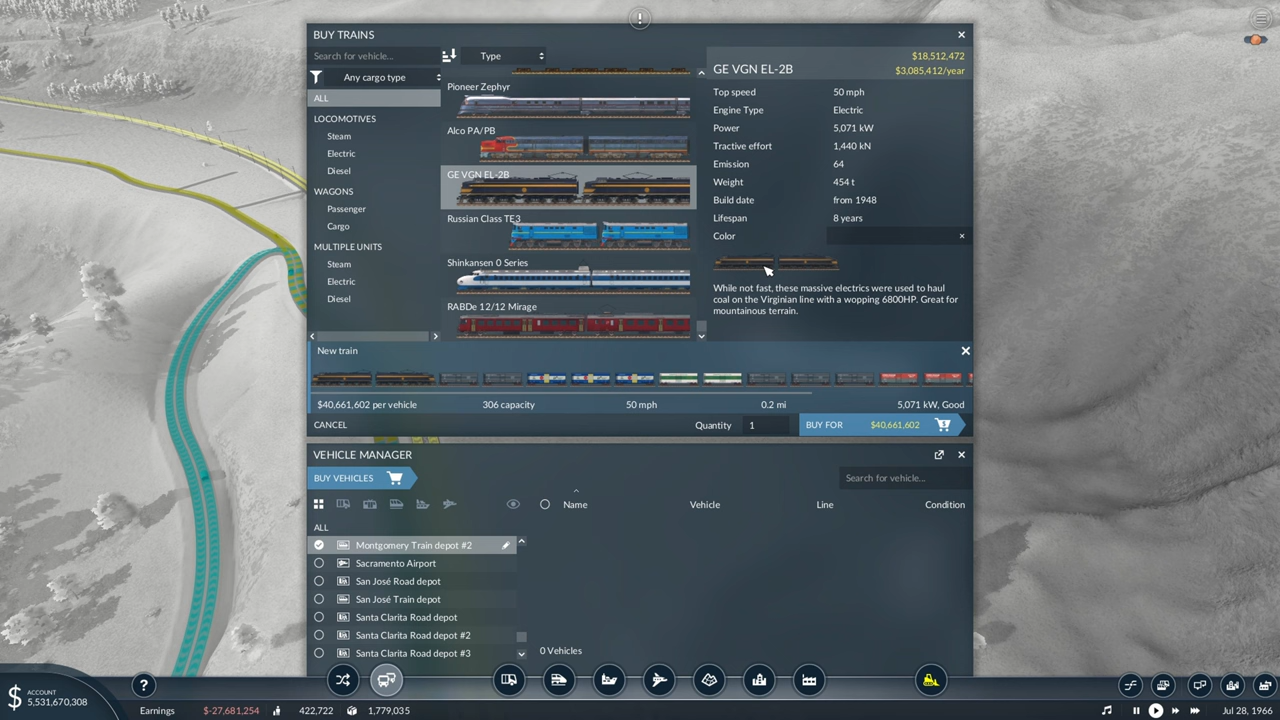 BUY TRAINS
Search for vehicle...
Type
Any cargo type
ALL
LOCOMOTIVES
Steam
Electric
Diesel
WAGONS
Passenger
Cargo
MULTIPLE UNITS
Steam
Electric
Diesel
Pioneer Zephyr
Alco PA/PB
GE VGN EL-2B
Russian Class TE3
Shinkansen 0 Series
RABDe 12/12 Mirage
$18,512,472
GE VGN EL-2B
$3,085,412/year
Top speed 50 mph
Engine Type Electric
Power 5,071 kW
Tractive effort 1,440 kN
Emission 64
Weight 454 t
Build date from 1948
Lifespan 8 years
Color
While not fast, these massive electrics were used to haul
coal on the Virginian line with a wopping 6800HP. Great for
mountainous terrain.
New train
$40,661,602 per vehicle 306 capacity 50 mph 0.2 mi 5,071 kW, Good
CANCEL Quantity 1 BUY FOR $40,661,602
VEHICLE MANAGER
BUY VEHICLES
Search for vehicle...
Name Vehicle Line Condition
ALL
Montgomery Train depot #2
Sacramento Airport
San José Road depot
San José Train depot
Santa Clarita Road depot
Santa Clarita Road depot #2
Santa Clarita Road depot #3
0 Vehicles
$ ACCOUNT
5,531,670,308
?
Earnings $-27,681,254 422,722 1,779,035 Jul 28, 1966